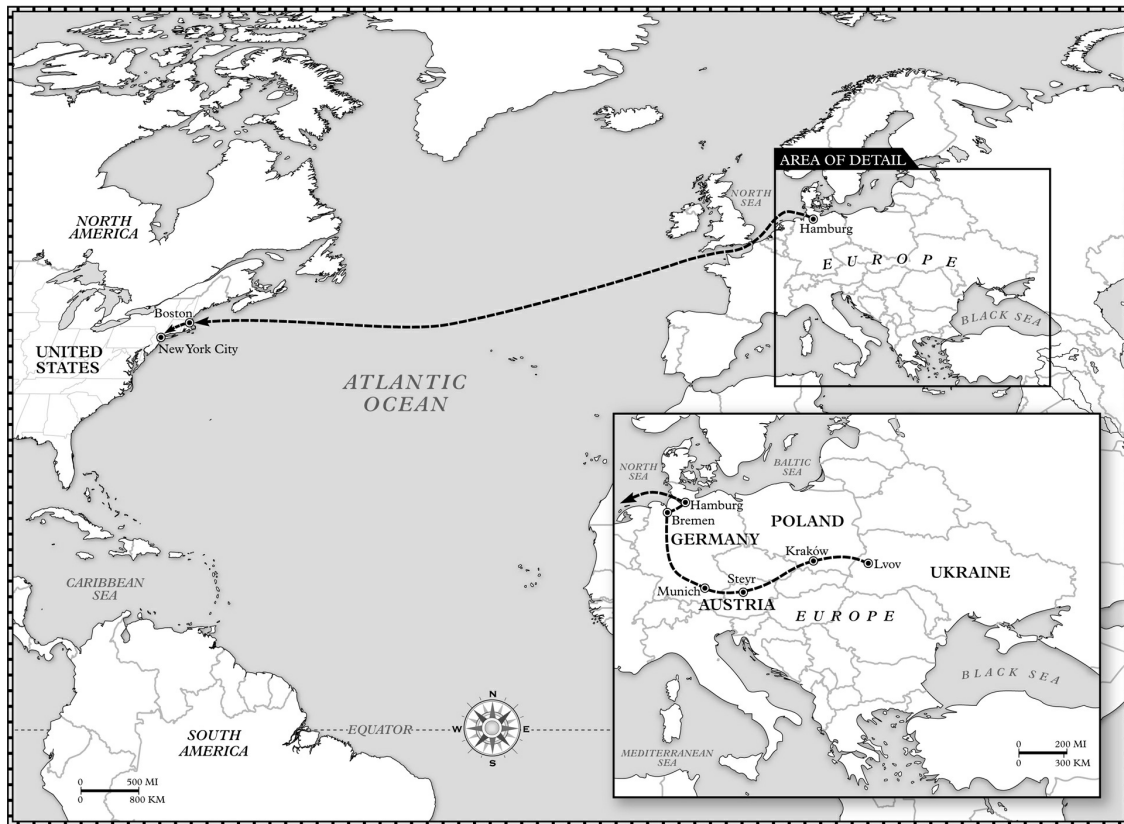 AREA OF DETAIL
NORTH
SEA
NORTH
AMERICA
Hamburg
EUROPE
BLACK SEA
Boston
New York City
UNITED
STATES
ATLANTIC
OCEAN
CARIBBEAN
SEA
EQUATOR
SOUTH
AMERICA
N
W
E
S
0 500 MI
0 800 KM
NORTH
SEA
BALTIC
SEA
Hamburg
Bremen
POLAND
GERMANY
Kraków
Lvov
UKRAINE
Steyr
Munich
AUSTRIA
EUROPE
BLACK SEA
MEDITERRANEAN
SEA
0 200 MI
0 300 KM